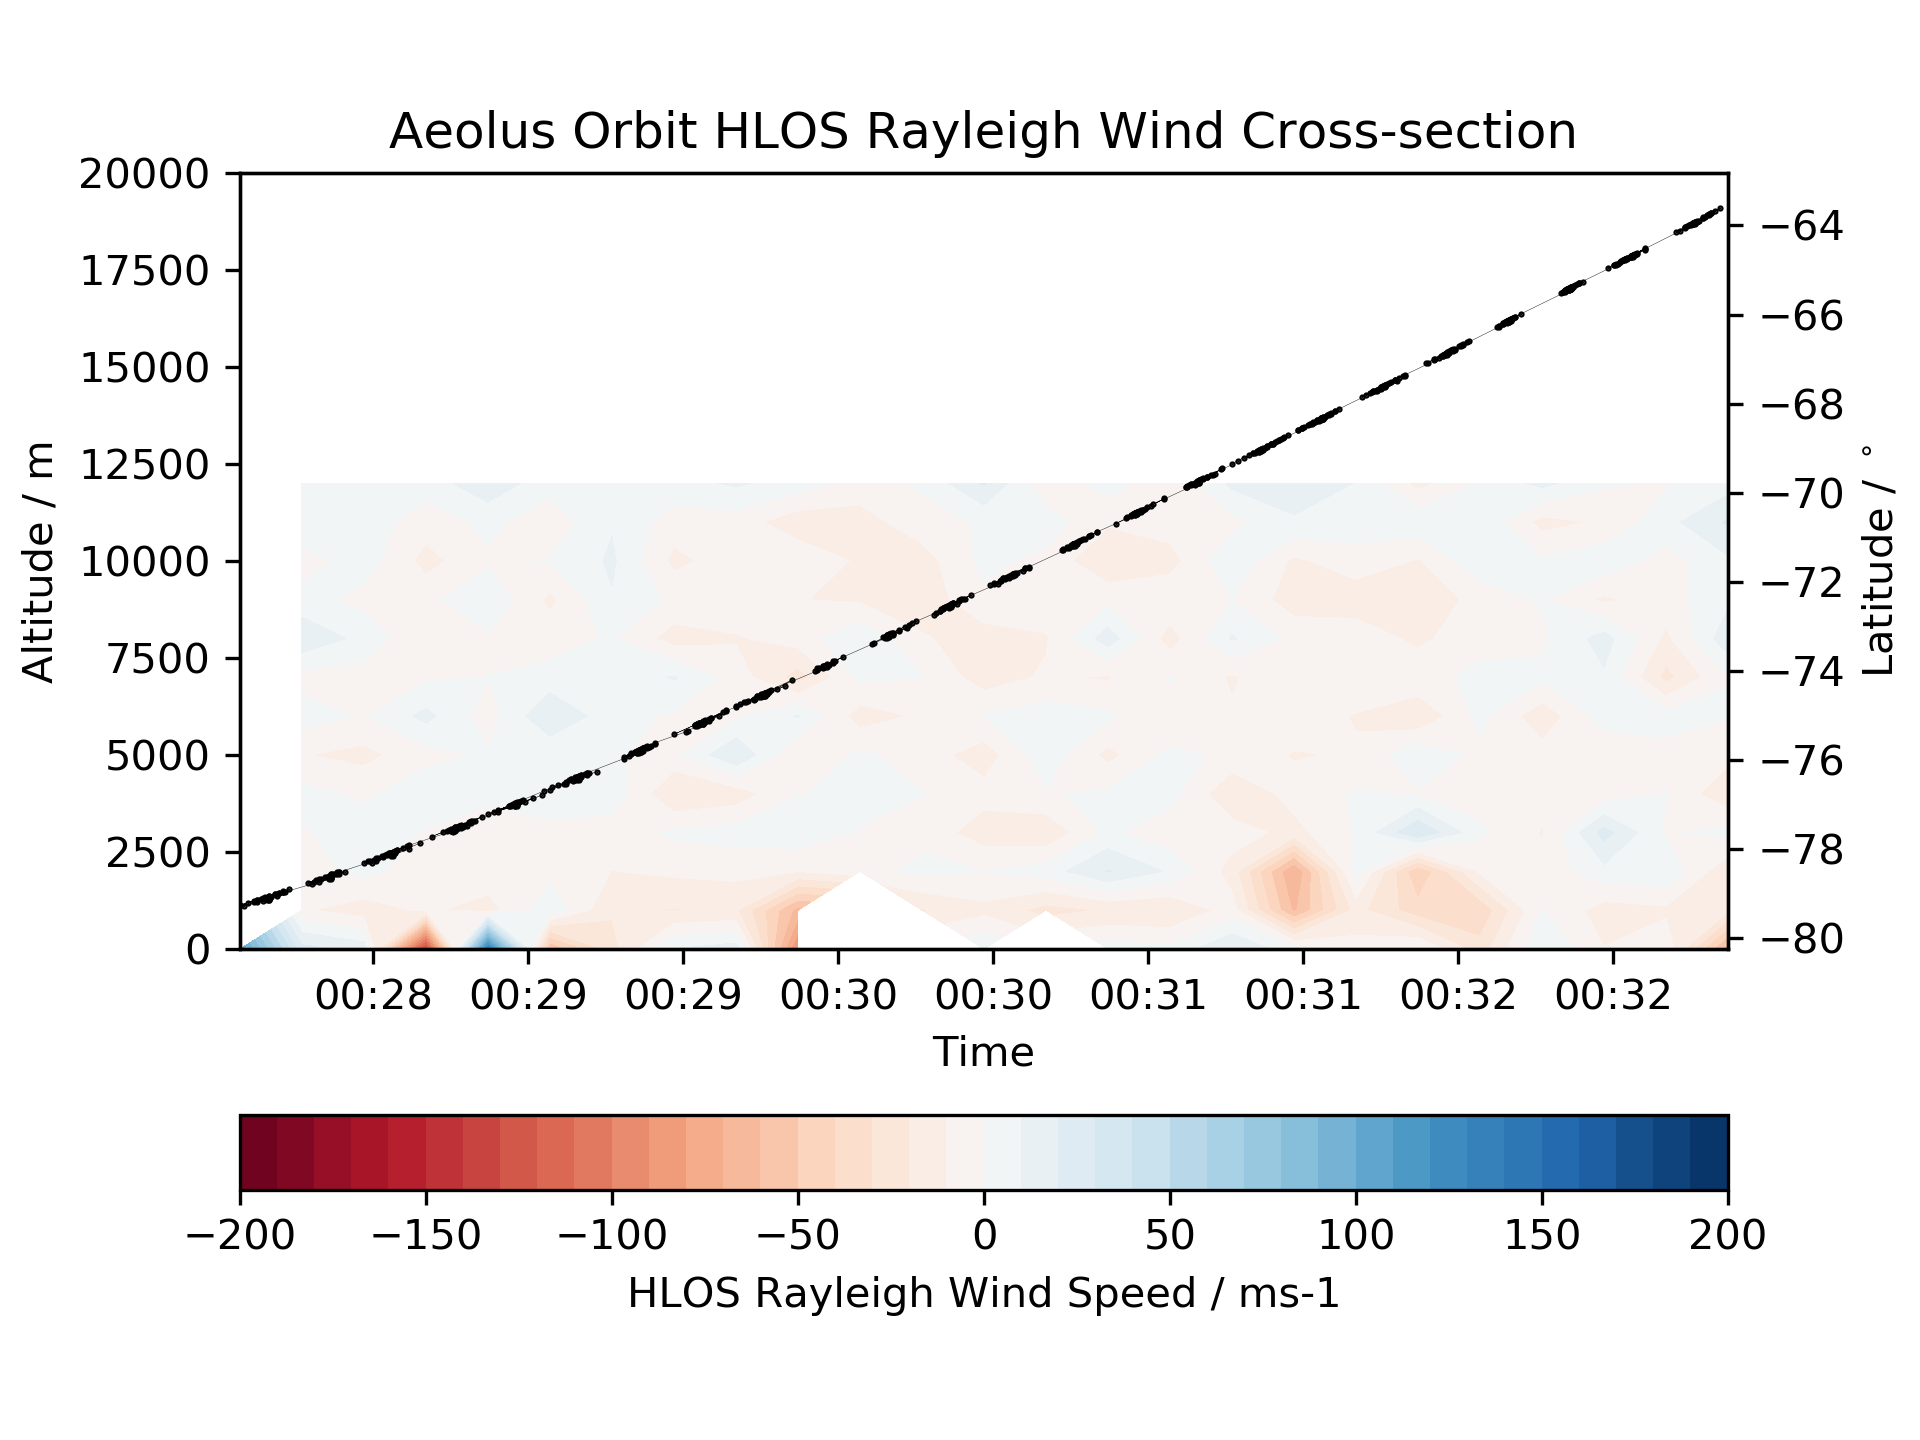 Aeolus Orbit HLOS Rayleigh Wind Cross-section
20000
17500
15000
12500
10000
7500
5000
2500
0
Altitude / m
−64
−66
−68
−70
−72
−74
−76
−78
−80
Latitude / °
00:28 00:29 00:29 00:30 00:30 00:31 00:31 00:32 00:32
Time
−200 −150 −100 −50 0 50 100 150 200
HLOS Rayleigh Wind Speed / ms-1